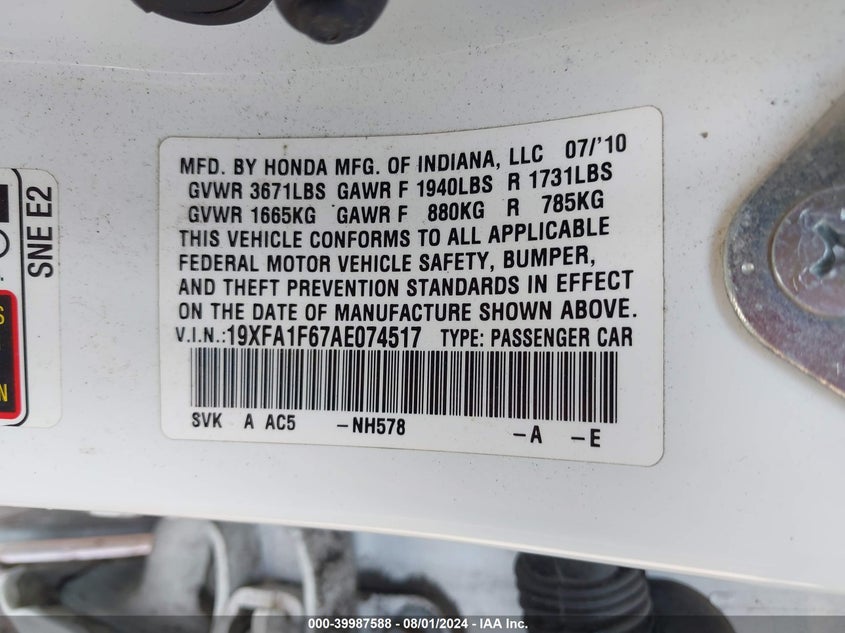 MFD. BY HONDA MFG. OF INDIANA, LLC 07/'10
GVWR 3671LBS GAWR F 1940LBS R 1731LBS
GVWR 1665KG GAWR F 880KG R 785KG
THIS VEHICLE CONFORMS TO ALL APPLICABLE
FEDERAL MOTOR VEHICLE SAFETY, BUMPER,
AND THEFT PREVENTION STANDARDS IN EFFECT
ON THE DATE OF MANUFACTURE SHOWN ABOVE.
V.I.N.:19XFA1F67AE074517 TYPE: PASSENGER CAR
SVK A AC5 -NH578 -A -E
SNE E2
000-39987588 - 08/01/2024 - IAA Inc.